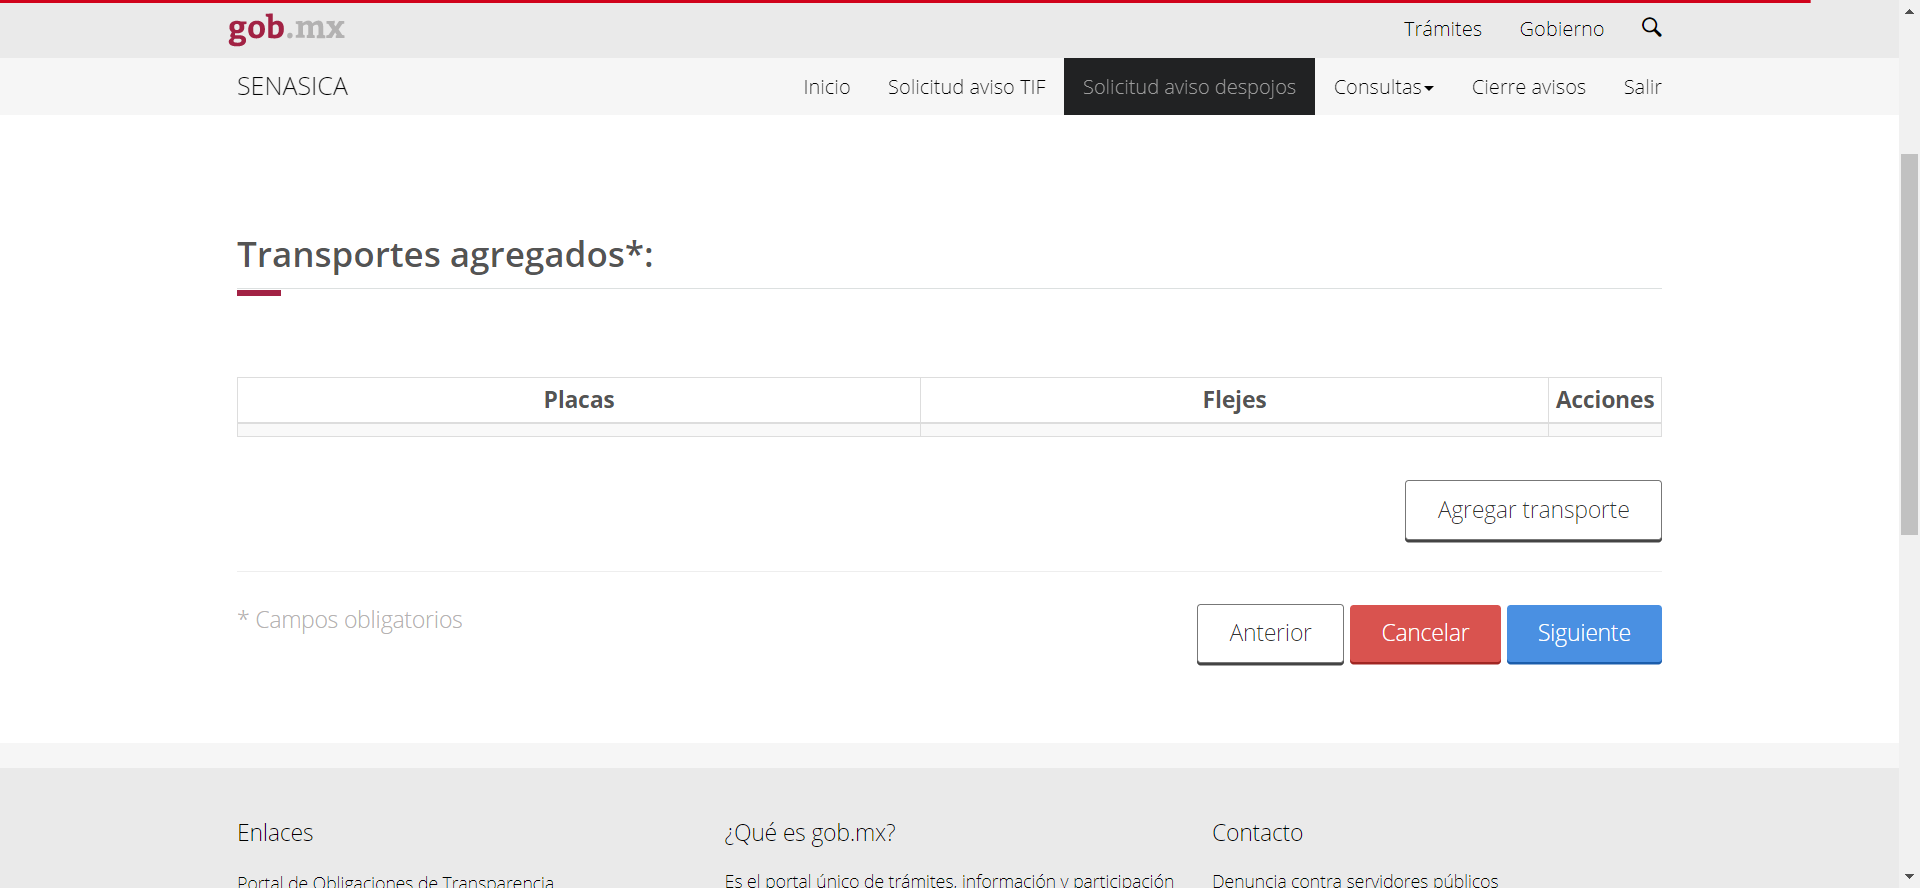 gob.mx
Trámites Gobierno
SENASICA
Inicio Solicitud aviso TIF Solicitud aviso despojos Consultas Cierre avisos Salir
Transportes agregados*:
Placas Flejes Acciones
Agregar transporte
* Campos obligatorios
Anterior Cancelar Siguiente
Enlaces ¿Qué es gob.mx? Contacto
Portal de Obligaciones de Transparencia Es el portal único de trámites, información y participación Denuncia contra servidores públicos